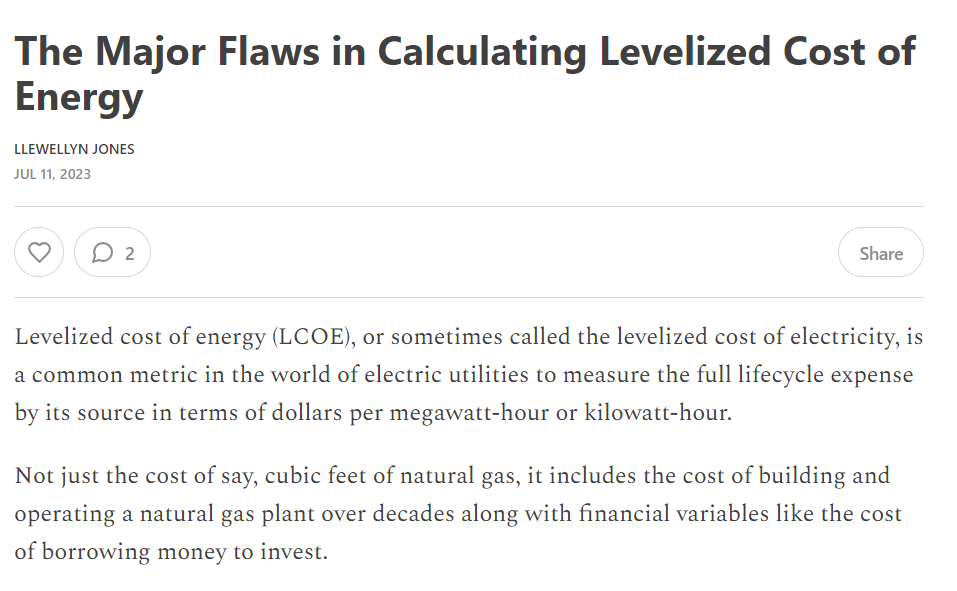 The Major Flaws in Calculating Levelized Cost of
Energy
LLEWELLYN JONES
JUL 11, 2023
2
Share
Levelized cost of energy (LCOE), or sometimes called the levelized cost of electricity, is
a common metric in the world of electric utilities to measure the full lifecycle expense
by its source in terms of dollars per megawatt-hour or kilowatt-hour.
Not just the cost of say, cubic feet of natural gas, it includes the cost of building and
operating a natural gas plant over decades along with financial variables like the cost
of borrowing money to invest.